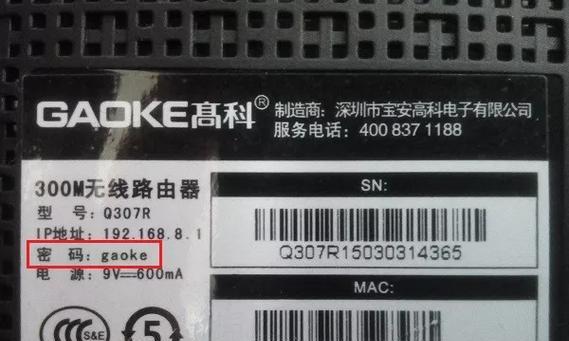 GAOKE高科® 制造商：深圳市宝安高科电子有限公司
服务电话：400 837 1188
300M无线路由器
型 号：Q307R
IP地址：192.168.8.1
密 码：gaoke
电 源：9V⎓600mA
SN:
Q307R15030314365
MAC:
CCC S&E
5